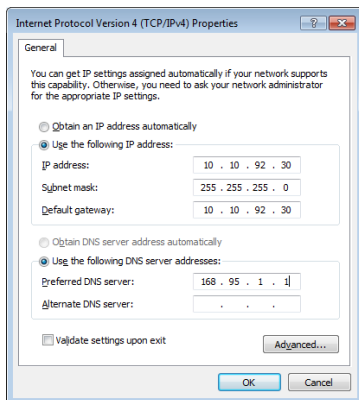 Internet Protocol Version 4 (TCP/IPv4) Properties
General
You can get IP settings assigned automatically if your network supports
this capability. Otherwise, you need to ask your network administrator
for the appropriate IP settings.
Obtain an IP address automatically
Use the following IP address:
IP address: 10 . 10 . 92 . 30
Subnet mask: 255 . 255 . 255 . 0
Default gateway: 10 . 10 . 92 . 30
Obtain DNS server address automatically
Use the following DNS server addresses:
Preferred DNS server: 168 . 95 . 1 . 1
Alternate DNS server: . . .
Validate settings upon exit
Advanced...
OK Cancel